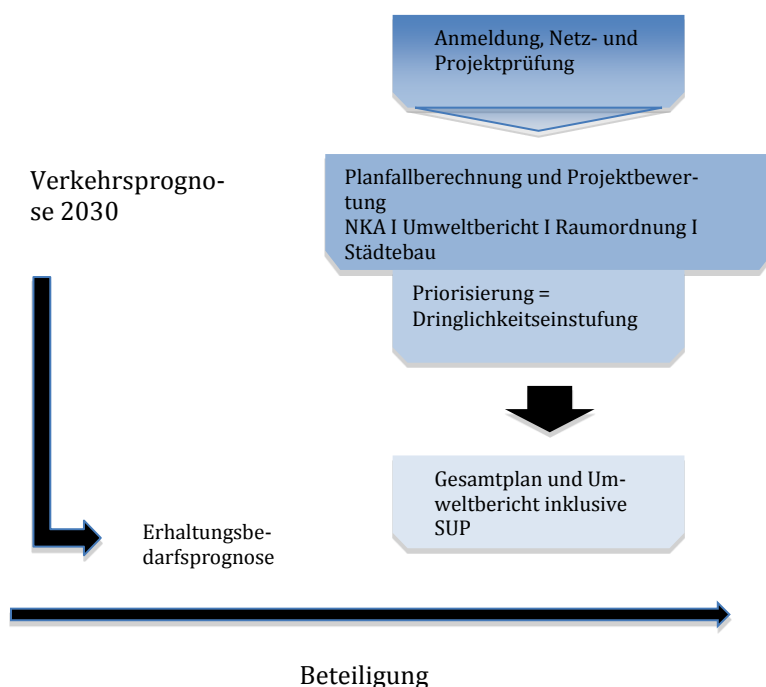 Anmeldung, Netz- und
Projektprüfung
Verkehrsprogno-
se 2030
Planfallberechnung und Projektbewer-
tung
NKA I Umweltbericht I Raumordnung I
Städtebau
Priorisierung =
Dringlichkeitseinstufung
Gesamtplan und Um-
weltbericht inklusive
SUP
Erhaltungsbe-
darfsprognose
Beteiligung